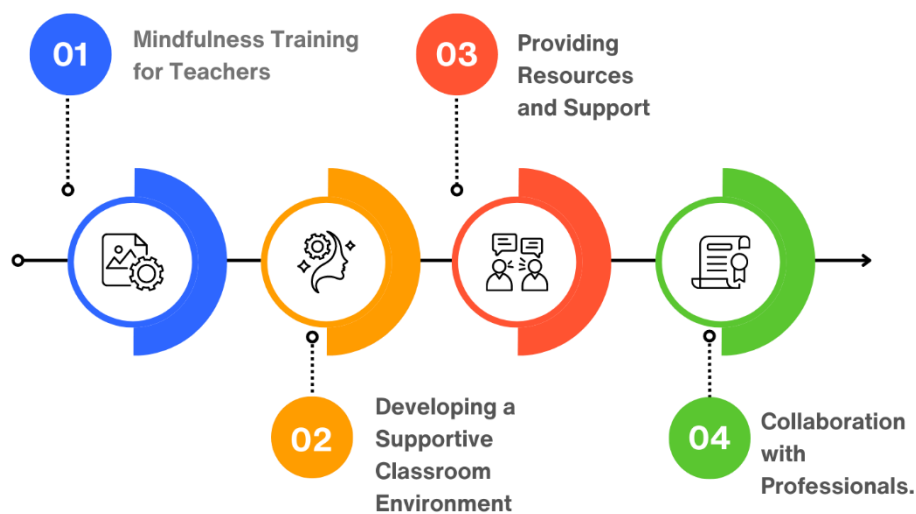 01
Mindfulness Training
for Teachers
02
Developing a
Supportive
Classroom
Environment
03
Providing
Resources
and Support
04
Collaboration
with
Professionals.